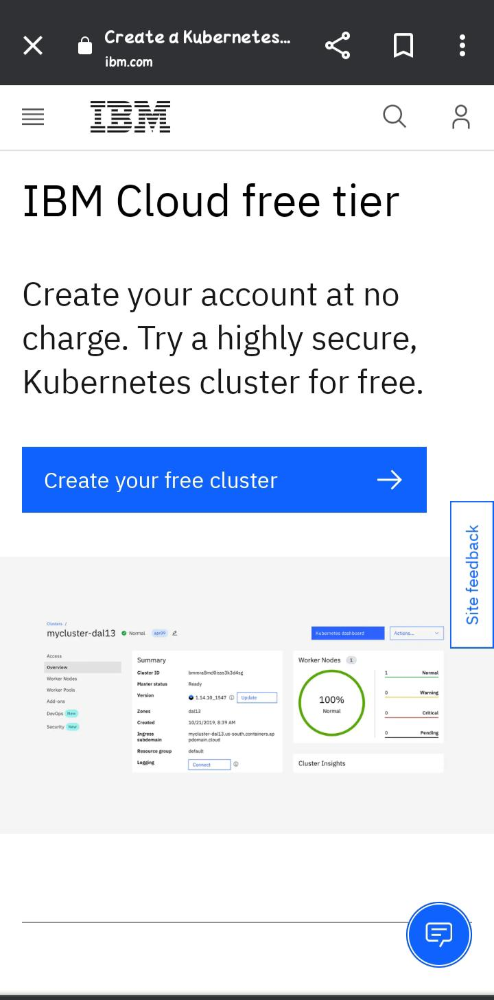 Create a Kubernetes...
ibm.com
IBM
IBM Cloud free tier
Create your account at no
charge. Try a highly secure,
Kubernetes cluster for free.
Create your free cluster
Site feedback
Clusters /
mycluster-dal13 Normal apr09
Kubernetes dashboard Actions...
Access
Overview
Worker Nodes
Worker Pools
Add-ons
DevOps New
Security New
Summary
Cluster ID bmmra8md0isss3k3d4sg
Master status Ready
Version 1.14.10_1547 Update
Zones dal13
Created 10/21/2019, 8:39 AM
Ingress subdomain mycluster-dal13.us-south.containers.ap
pdomain.cloud
Resource group default
Logging Connect
Worker Nodes 1
100%
Normal
1 Normal
0 Warning
0 Critical
0 Pending
Cluster Insights